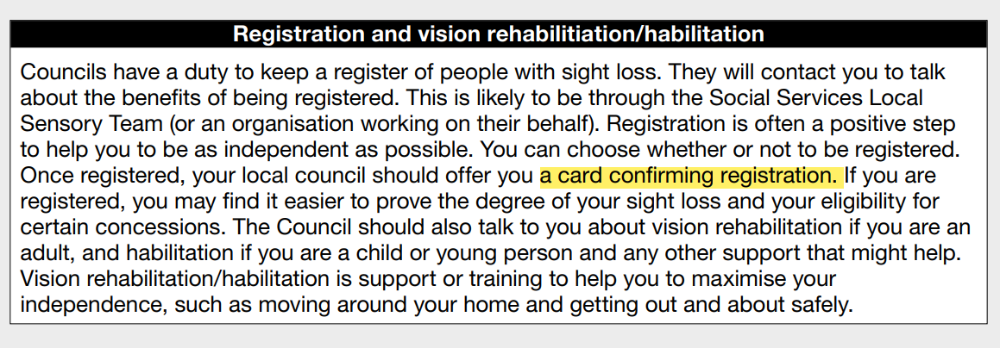 Registration and vision rehabilitiation/habilitation
Councils have a duty to keep a register of people with sight loss. They will contact you to talk
about the benefits of being registered. This is likely to be through the Social Services Local
Sensory Team (or an organisation working on their behalf). Registration is often a positive step
to help you to be as independent as possible. You can choose whether or not to be registered.
Once registered, your local council should offer you a card confirming registration. If you are
registered, you may find it easier to prove the degree of your sight loss and your eligibility for
certain concessions. The Council should also talk to you about vision rehabilitation if you are an
adult, and habilitation if you are a child or young person and any other support that might help.
Vision rehabilitation/habilitation is support or training to help you to maximise your
independence, such as moving around your home and getting out and about safely.